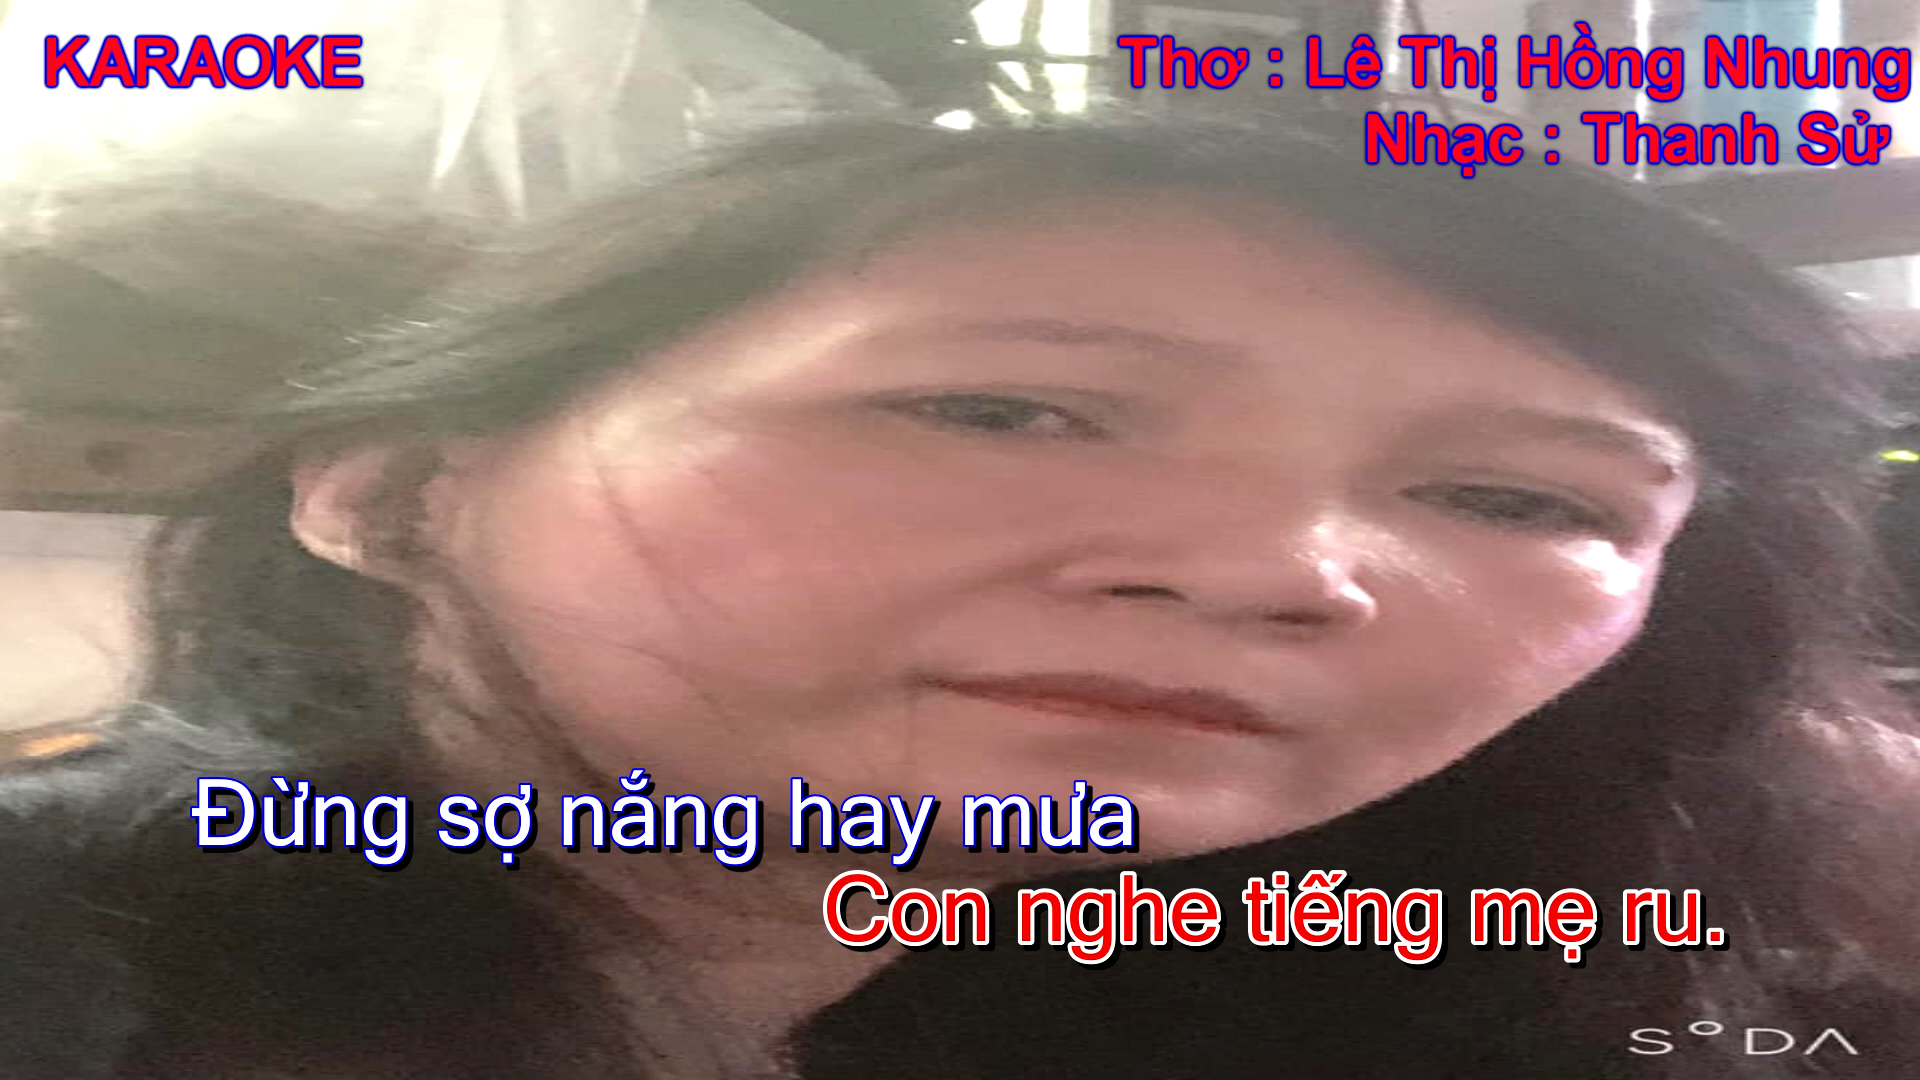 KARAOKE
Thơ : Lê Thị Hồng Nhung
Nhạc : Thanh Sử
Đừng sợ nắng hay mưa
Con nghe tiếng mẹ ru.
SODA